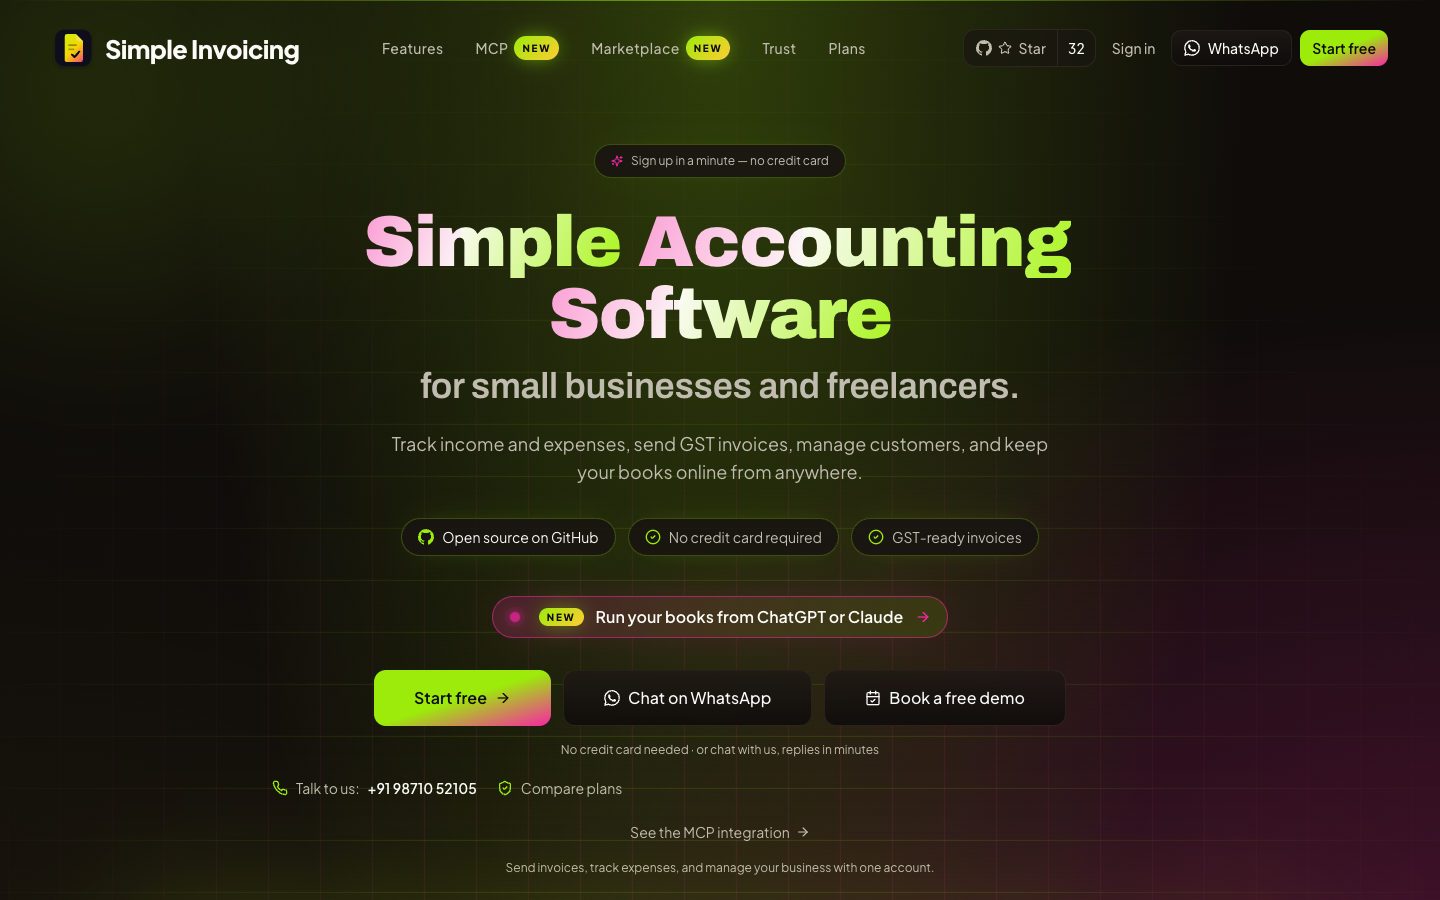 Simple Invoicing
Features
MCP NEW
Marketplace NEW
Trust
Plans
Star 32
Sign in
WhatsApp
Start free
Sign up in a minute — no credit card
Simple Accounting
Software
for small businesses and freelancers.
Track income and expenses, send GST invoices, manage customers, and keep
your books online from anywhere.
Open source on GitHub
No credit card required
GST-ready invoices
NEW Run your books from ChatGPT or Claude
Start free
Chat on WhatsApp
Book a free demo
No credit card needed · or chat with us, replies in minutes
Talk to us: +91 98710 52105
Compare plans
See the MCP integration
Send invoices, track expenses, and manage your business with one account.